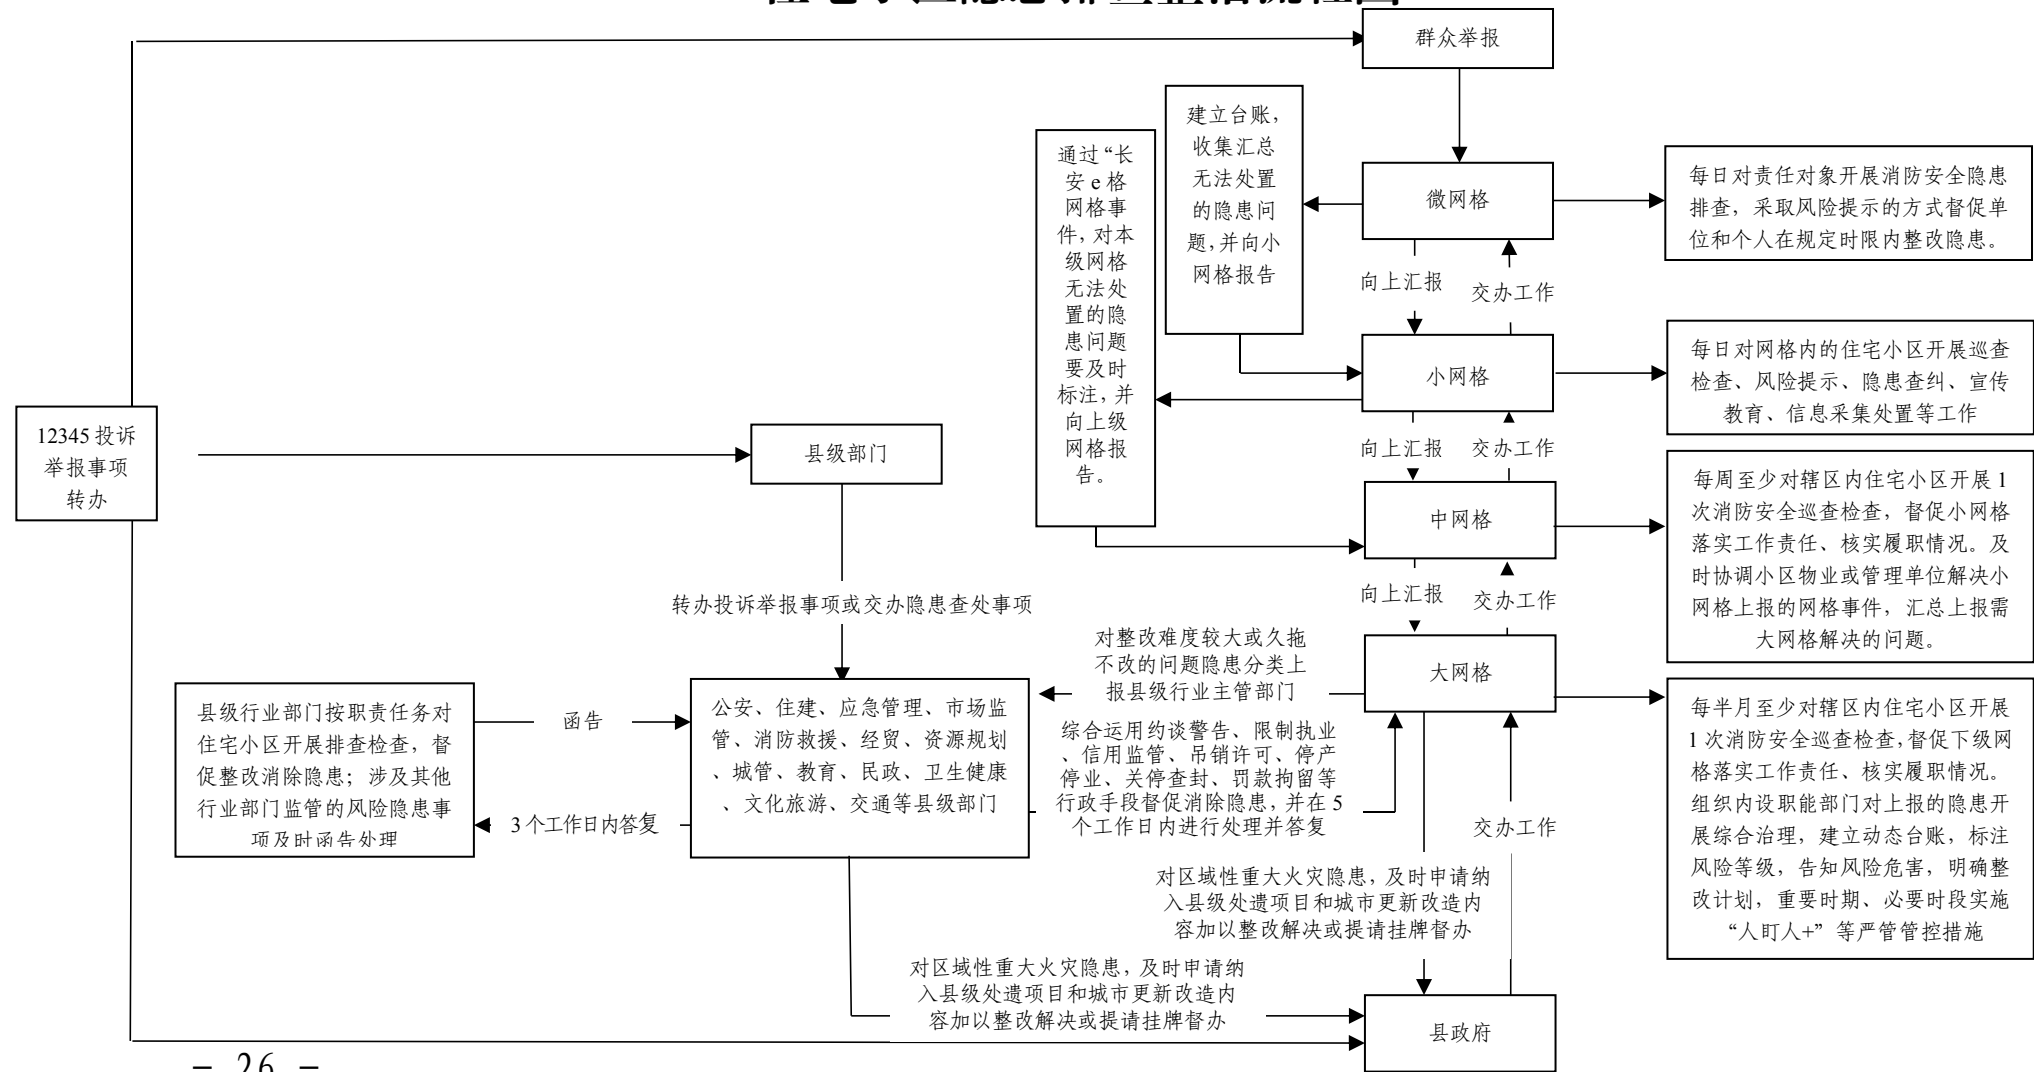 住宅小区隐患排查整治流程图
群众举报
建立台账，
收集汇总
无法处置
的隐患问
题，并向小
网格报告
通过“长
安 e 格
网格事
件，对本
级网格
无法处
置的隐
患问题
要及时
标注，并
向上级
网格报
告。
微网格
每日对责任对象开展消防安全隐患
排查，采取风险提示的方式督促单
位和个人在规定时限内整改隐患。
向上汇报
交办工作
小网格
每日对网格内的住宅小区开展巡查
检查、风险提示、隐患查纠、宣传
教育、信息采集处置等工作
12345 投诉
举报事项
转办
县级部门
向上汇报
交办工作
中网格
每周至少对辖区内住宅小区开展 1
次消防安全巡查检查，督促小网格
落实工作责任、核实履职情况。及
时协调小区物业或管理单位解决小
网格上报的网格事件，汇总上报需
大网格解决的问题。
转办投诉举报事项或交办隐患查处事项
向上汇报
交办工作
对整改难度较大或久拖
不改的问题隐患分类上
报县级行业主管部门
大网格
每半月至少对辖区内住宅小区开展
1 次消防安全巡查检查，督促下级网
格落实工作责任、核实履职情况。
组织内设职能部门对上报的隐患开
展综合治理，建立动态台账，标注
风险等级，告知风险危害，明确整
改计划，重要时期、必要时段实施
“人盯人+”等严管管控措施
县级行业部门按职责任务对
住宅小区开展排查检查，督
促整改消除隐患；涉及其他
行业部门监管的风险隐患事
项及时函告处理
函告
3 个工作日内答复
公安、住建、应急管理、市场监
管、消防救援、经贸、资源规划
、城管、教育、民政、卫生健康
、文化旅游、交通等县级部门
综合运用约谈警告、限制执业
、信用监管、吊销许可、停产
停业、关停查封、罚款拘留等
行政手段督促消除隐患，并在 5
个工作日内进行处理并答复
交办工作
对区域性重大火灾隐患，及时申请纳
入县级处遗项目和城市更新改造内
容加以整改解决或提请挂牌督办
对区域性重大火灾隐患，及时申请纳
入县级处遗项目和城市更新改造内
容加以整改解决或提请挂牌督办
县政府
– 26 –